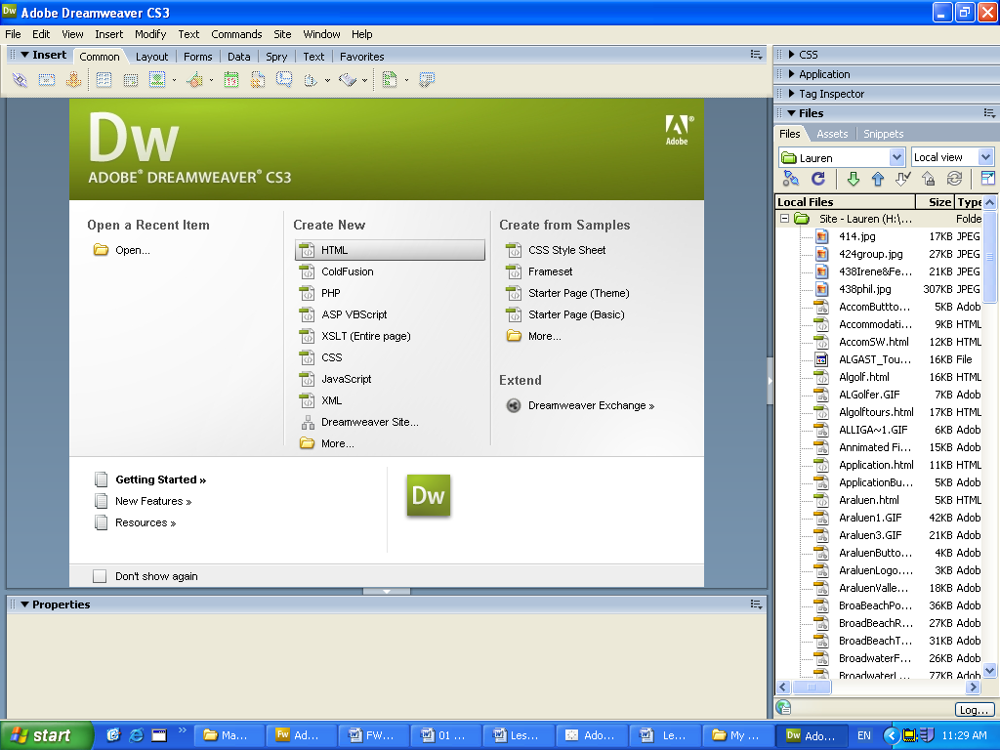 Dw Adobe Dreamweaver CS3
File Edit View Insert Modify Text Commands Site Window Help
Insert Common Layout Forms Data Spry Text Favorites
Dw
ADOBE® DREAMWEAVER® CS3
Adobe
Open a Recent Item
Open...
Create New
HTML
ColdFusion
PHP
ASP VBScript
XSLT (Entire page)
CSS
JavaScript
XML
Dreamweaver Site...
More...
Create from Samples
CSS Style Sheet
Frameset
Starter Page (Theme)
Starter Page (Basic)
More...
Extend
Dreamweaver Exchange »
Getting Started »
New Features »
Resources »
Dw
Don't show again
Properties
CSS
Application
Tag Inspector
Files
Files Assets Snippets
Lauren Local view
Local Files Size Type
Site - Lauren (H:\... Folde
414.jpg 17KB JPEG
424group.jpg 27KB JPEG
438Irene&Fe... 21KB JPEG
438phil.jpg 307KB JPEG
AccomButtto... 5KB Adob
Accommodati... 9KB HTML
AccomSW.html 12KB HTML
ALGAST_Tou... 16KB File
Algolf.html 16KB HTML
ALGolfer.GIF 7KB Adob
Algolftours.html 17KB HTML
ALLIGA~1.GIF 6KB Adob
Annimated Fi... 15KB Adob
Application.html 11KB HTML
ApplicationBu... 5KB Adob
Araluen.html 5KB HTML
Araluen1.GIF 42KB Adob
Araluen3.GIF 21KB Adob
AraluenButto... 4KB Adob
AraluenLogo.... 3KB Adob
AraluenValle... 18KB Adob
BroaBeachPo... 36KB Adob
BroadBeachR... 27KB Adob
BroadBeachT... 31KB Adob
BroadwaterF... 26KB Adob
BroadwaterL... 77KB Adob
Log...
start Ma... Fw Ad... FW... 01 ... Les... Ado... Le... My ... Dw Ado... EN 11:29 AM